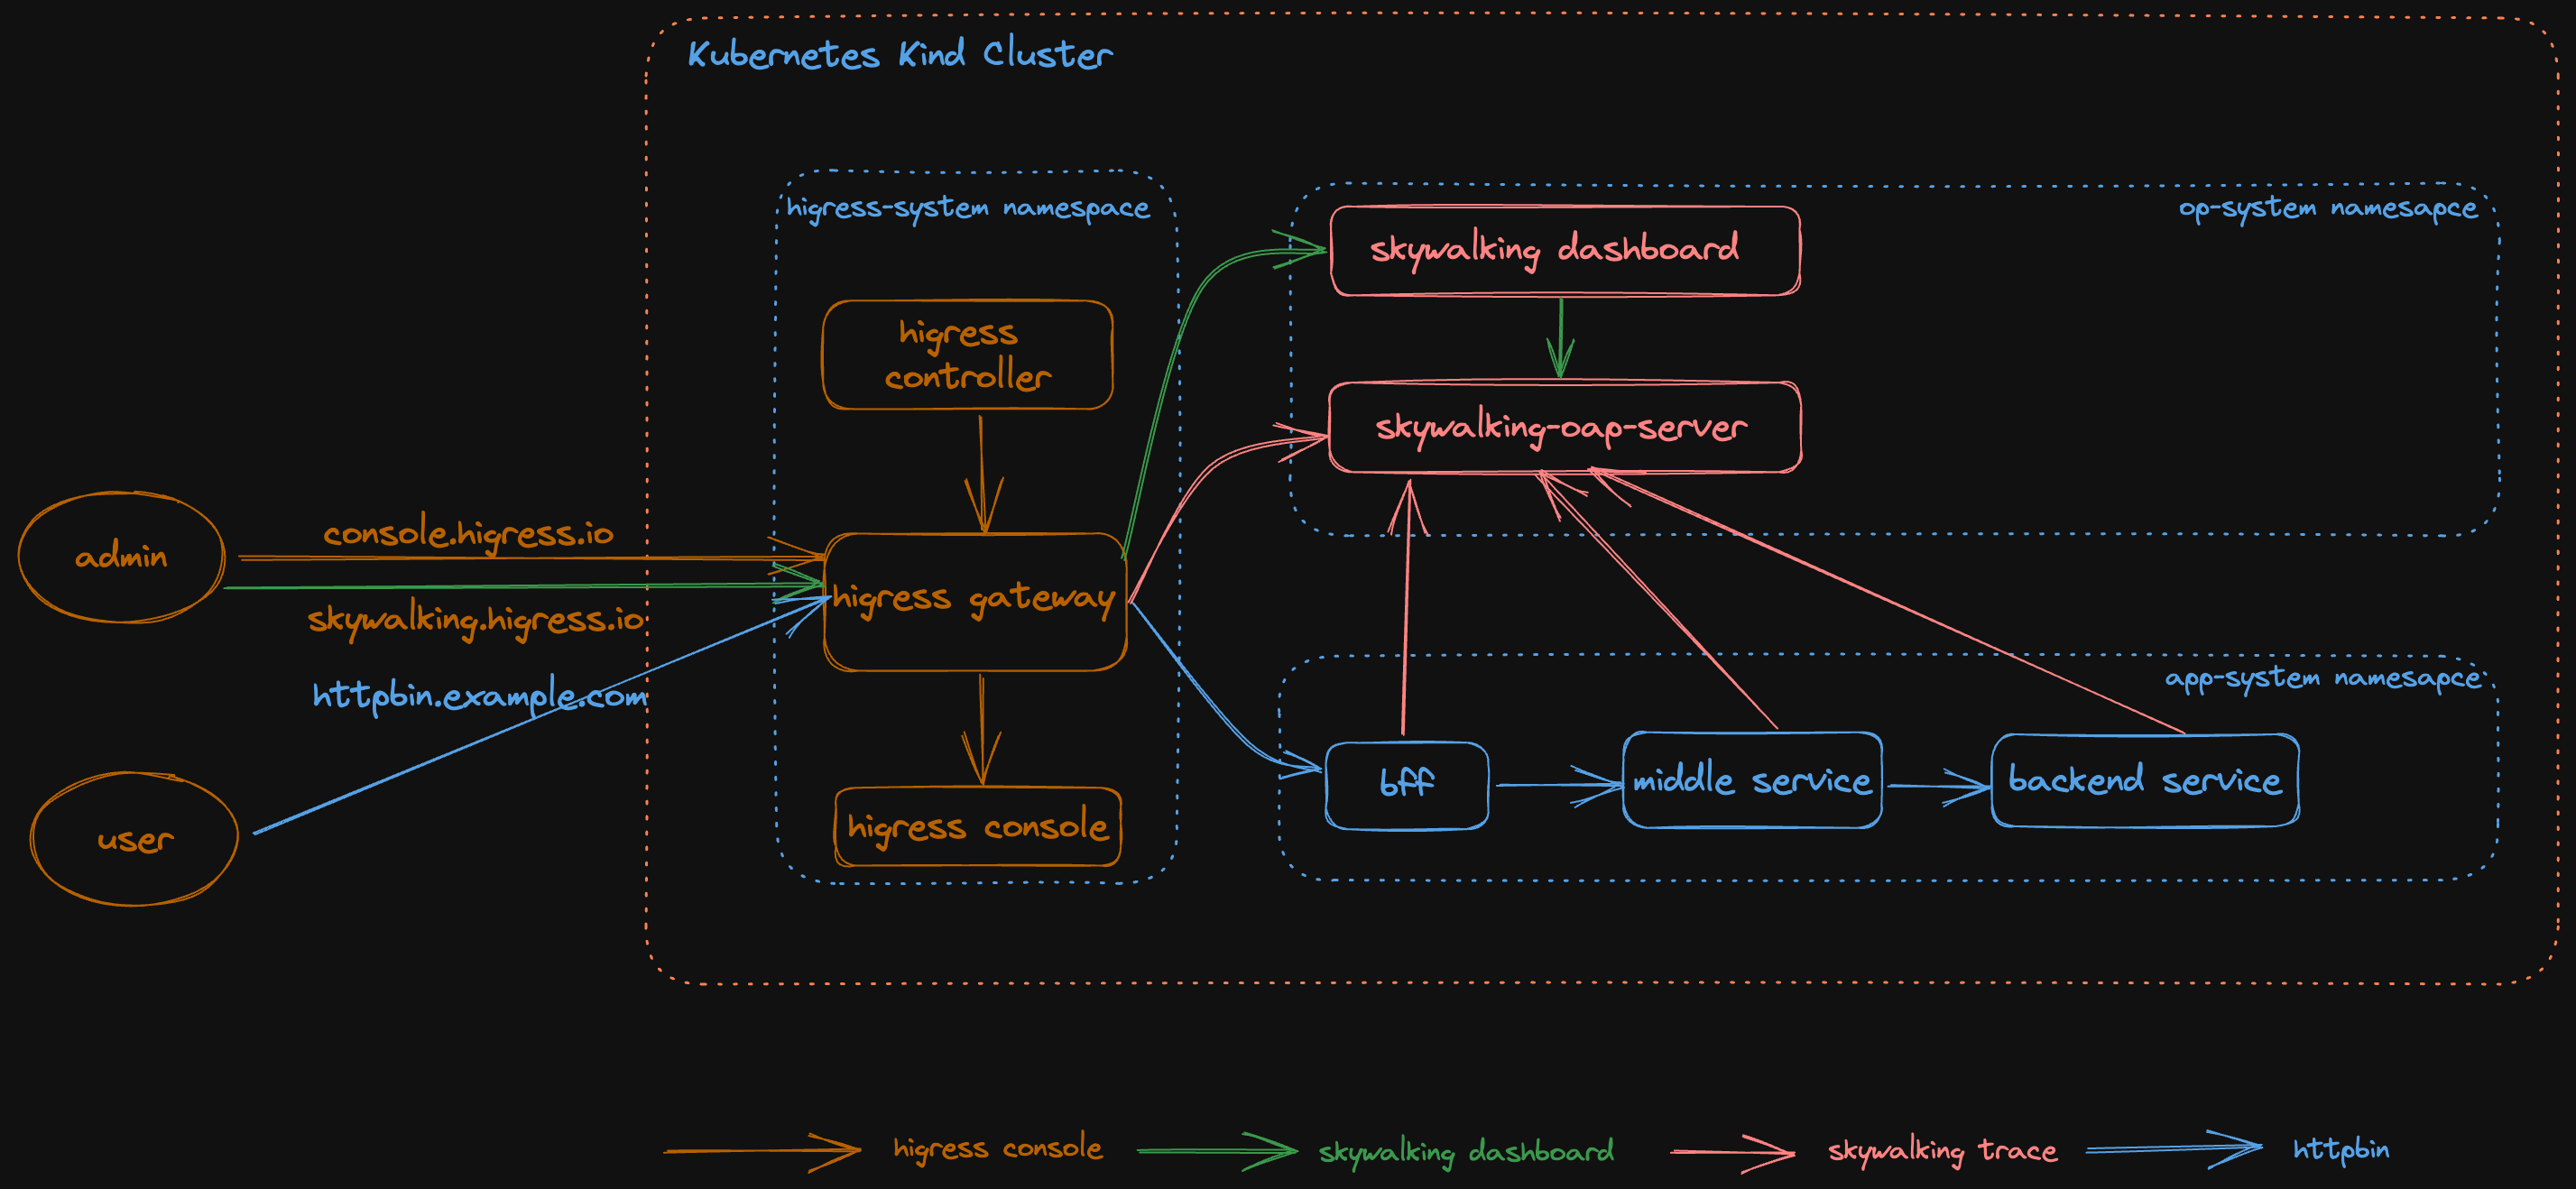 Kubernetes Kind Cluster
higress-system namespace
op-system namesapce
skywalking dashboard
higress
controller
skywalking-oap-server
console.higress.io
admin
higress gateway
skywalking.higress.io
httpbin.example.com
app-system namesapce
bff
middle service
backend service
higress console
user
higress console
skywalking dashboard
skywalking trace
httpbin